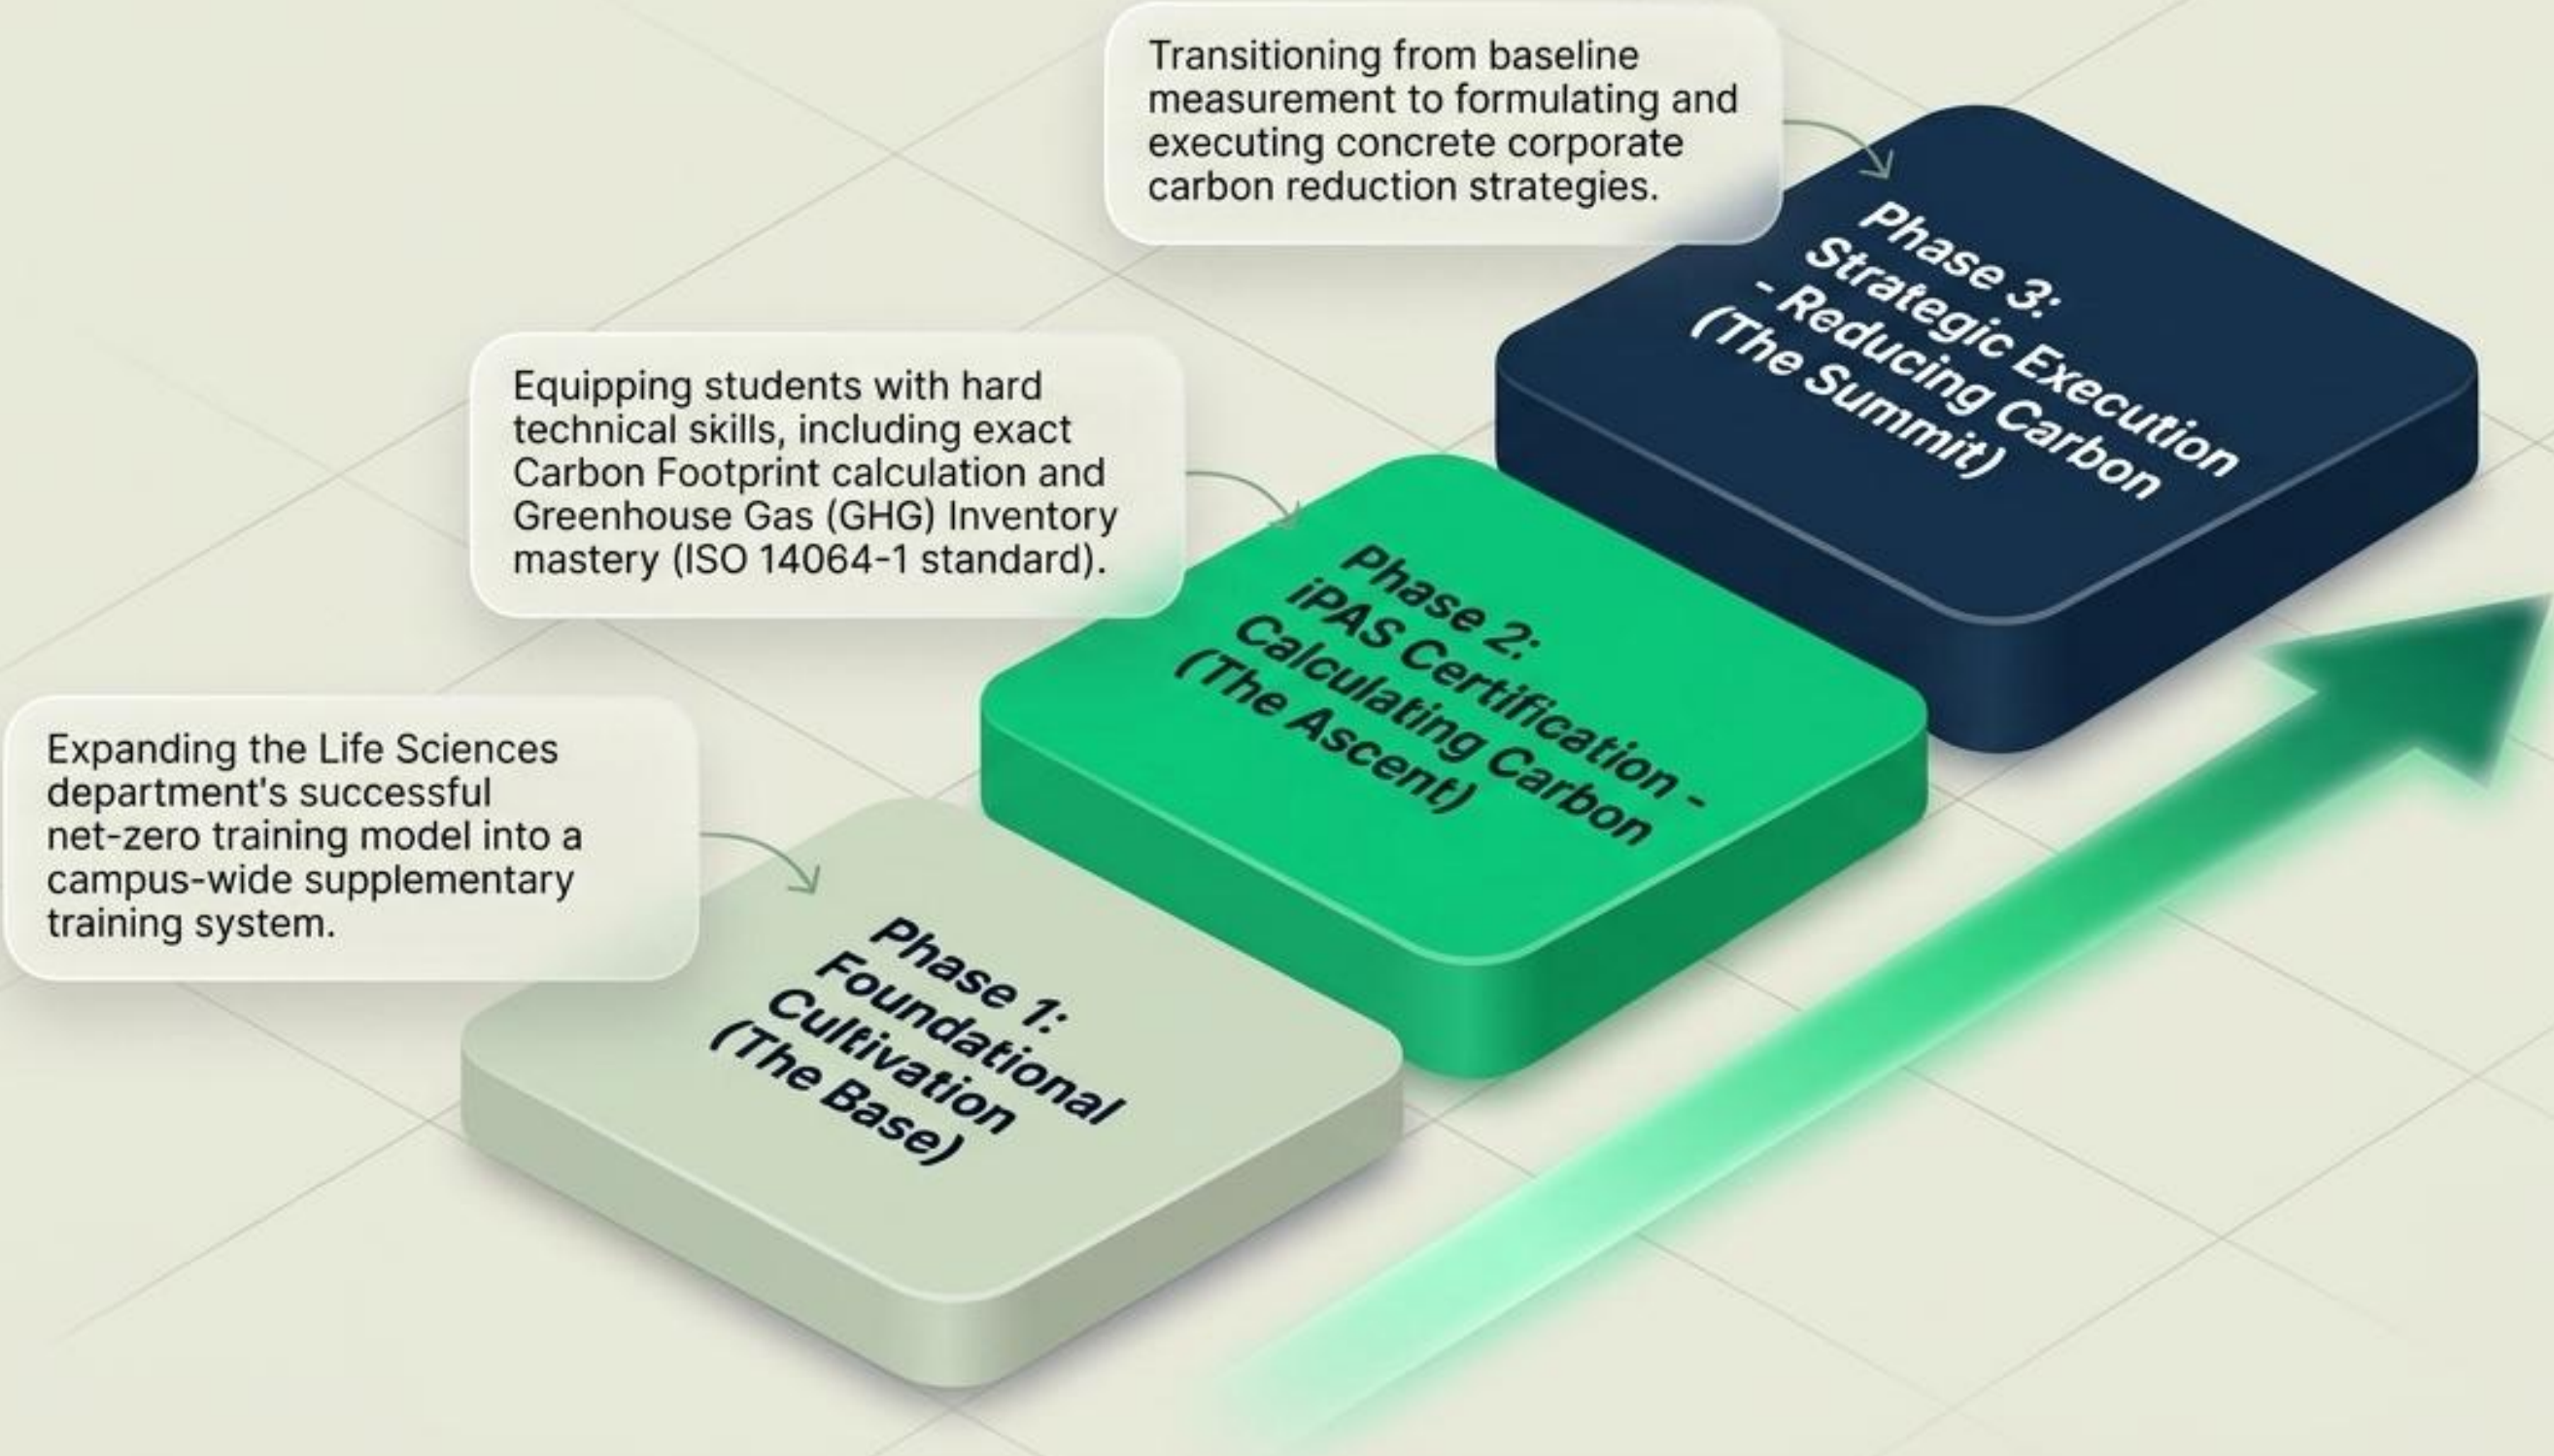 Transitioning from baseline
measurement to formulating and
executing concrete corporate
carbon reduction strategies.
Phase 3:
Strategic Execution
- Reducing Carbon
(The Summit)
Equipping students with hard
technical skills, including exact
Carbon Footprint calculation and
Greenhouse Gas (GHG) Inventory
mastery (ISO 14064-1 standard).
Phase 2:
iPAS Certification -
Calculating Carbon
(The Ascent)
Expanding the Life Sciences
department's successful
net-zero training model into a
campus-wide supplementary
training system.
Phase 1:
Foundational
Cultivation
(The Base)